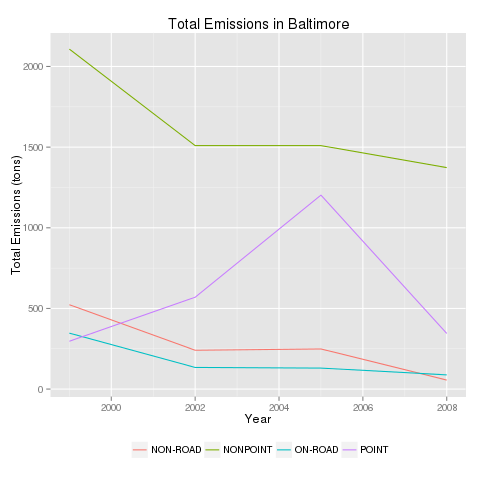 Total Emissions in Baltimore
Total Emissions (tons)
2000
1500
1000
500
0
2000 2002 2004 2006 2008
Year
NON-ROAD NONPOINT ON-ROAD POINT